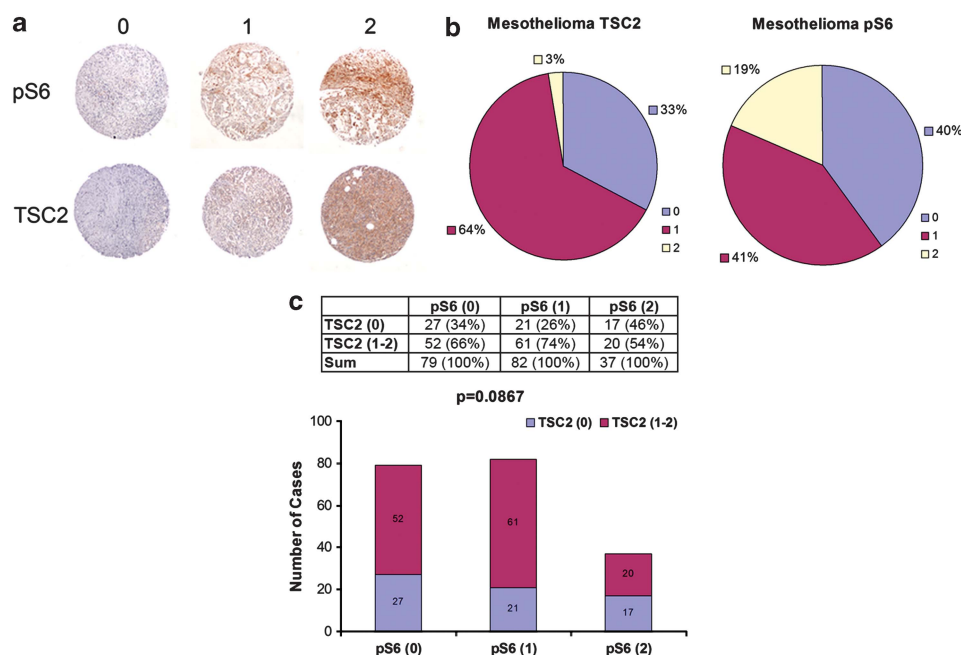 a
0 1 2
pS6
TSC2
b
Mesothelioma TSC2
3%
33%
64%
0
1
2
Mesothelioma pS6
19%
40%
41%
0
1
2
c
pS6 (0) pS6 (1) pS6 (2)
TSC2 (0) 27 (34%) 21 (26%) 17 (46%)
TSC2 (1-2) 52 (66%) 61 (74%) 20 (54%)
Sum 79 (100%) 82 (100%) 37 (100%)
p=0.0867
TSC2 (0) TSC2 (1-2)
Number of Cases
100
80
60
40
20
0
52
27
61
21
20
17
pS6 (0) pS6 (1) pS6 (2)